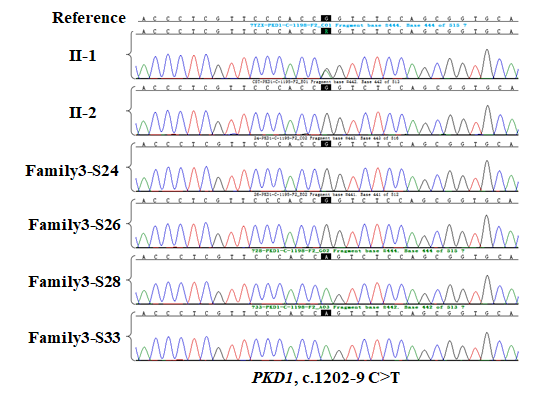 Reference
A C C C T C G T T C C C A C C G G T C T C C A G C G G T G C A
II-1
A C C C T C G T T C C C A C C G T C T C C A G C G G T G C A
II-2
A C C C T C G T T C C C A C C G G T C T C C A G C G G T G C A
Family3-S24
A C C C T C G T T C C C A C C G G T C T C C A G C G G T G C A
Family3-S26
A C C C T C G T T C C C A C C G G T C T C C A G C G G T G C A
Family3-S28
A C C C T C G T T C C C A C C A G T C T C C A G C G G T G C A
Family3-S33
A C C C T C G T T C C C A C C A G T C T C C A G C G G T G C A
PKD1, c.1202-9 C>T